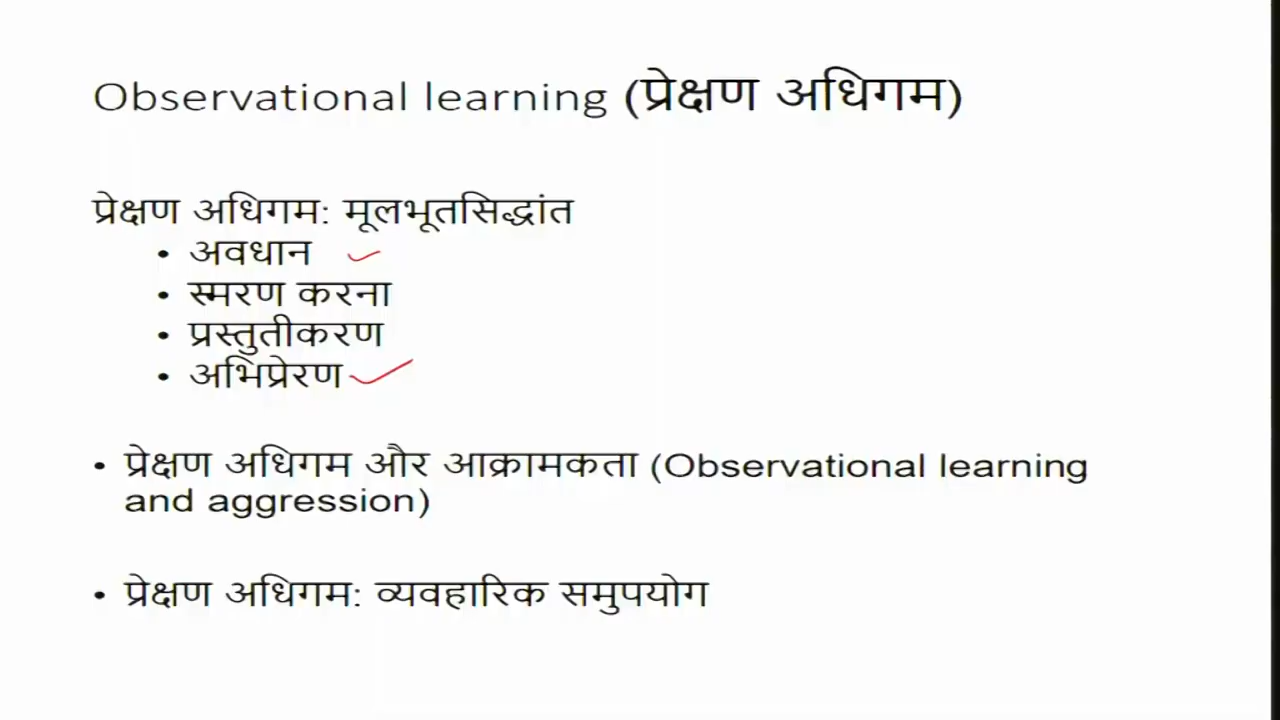 Observational learning (प्रेक्षण अधिगम)
प्रेक्षण अधिगम: मूलभूतसिद्धांत
• अवधान
• स्मरण करना
• प्रस्तुतीकरण
• अभिप्रेरण
• प्रेक्षण अधिगम और आक्रामकता (Observational learning
and aggression)
• प्रेक्षण अधिगम: व्यवहारिक समुपयोग